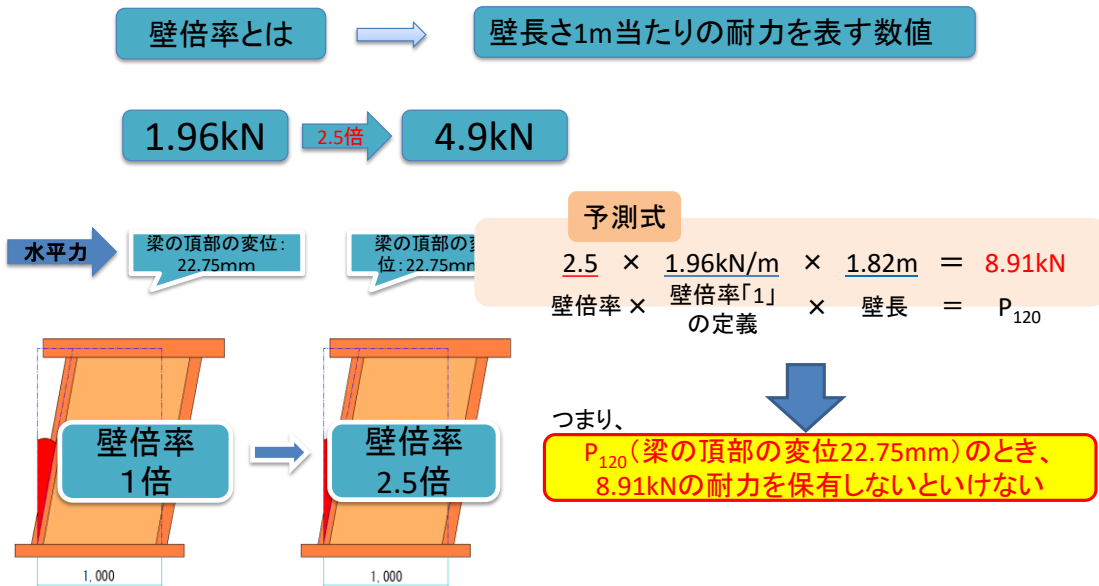 壁倍率とは
壁長さ1m当たりの耐力を表す数値
1.96kN
2.5倍
4.9kN
水平力
梁の頂部の変位：
22.75mm
梁の頂部の変
位：22.75mm
予測式
2.5 × 1.96kN/m × 1.82m ＝ 8.91kN
壁倍率 × 壁倍率「1」の定義 × 壁長 ＝ P120
壁倍率
1倍
壁倍率
2.5倍
つまり、
P120（梁の頂部の変位22.75mm）のとき、
8.91kNの耐力を保有しないといけない
1,000
1,000